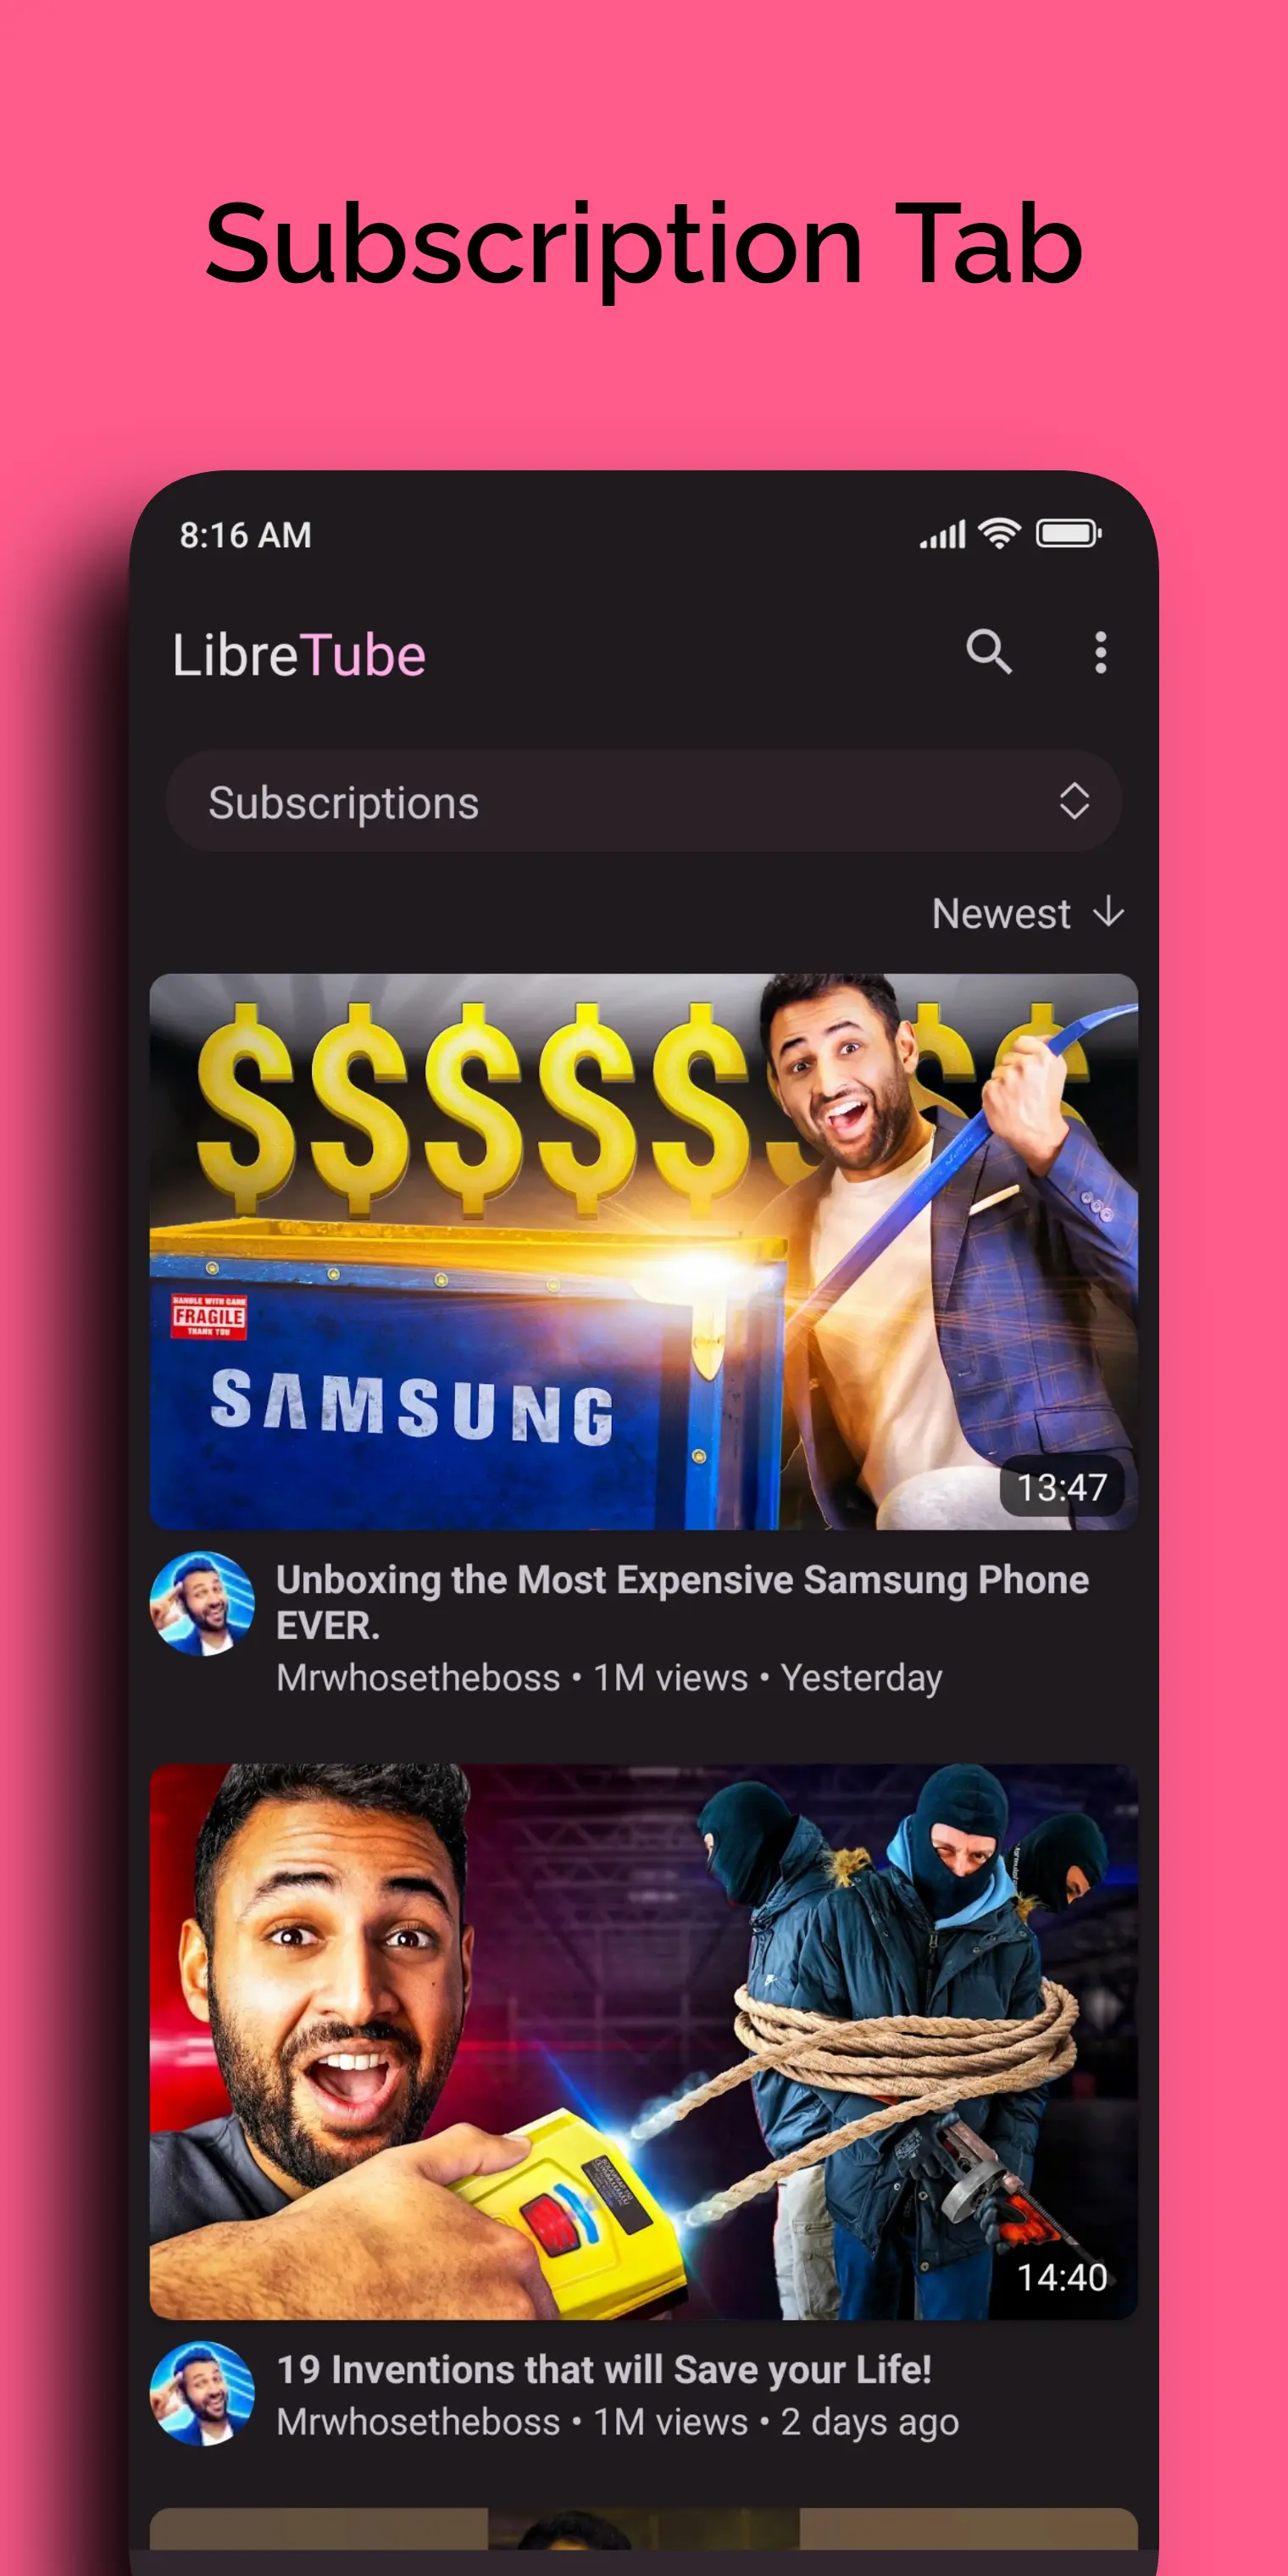 Subscription Tab
8:16 AM
LibreTube
Subscriptions
Newest
$$$$$$$$
HANDLE WITH CARE
FRAGILE
THANK YOU
SAMSUNG
13:47
Unboxing the Most Expensive Samsung Phone
EVER.
Mrwhosetheboss • 1M views • Yesterday
14:40
19 Inventions that will Save your Life!
Mrwhosetheboss • 1M views • 2 days ago